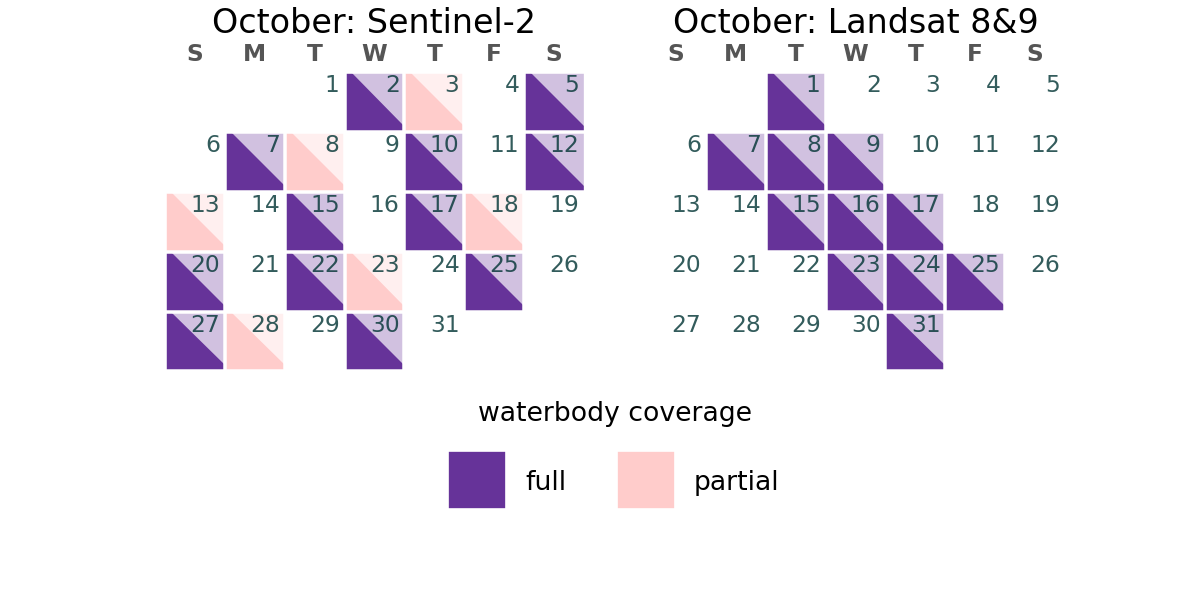 October: Sentinel-2
S M T W T F S
1 2 3 4 5
6 7 8 9 10 11 12
13 14 15 16 17 18 19
20 21 22 23 24 25 26
27 28 29 30 31
October: Landsat 8&9
S M T W T F S
1 2 3 4 5
6 7 8 9 10 11 12
13 14 15 16 17 18 19
20 21 22 23 24 25 26
27 28 29 30 31
waterbody coverage
full partial